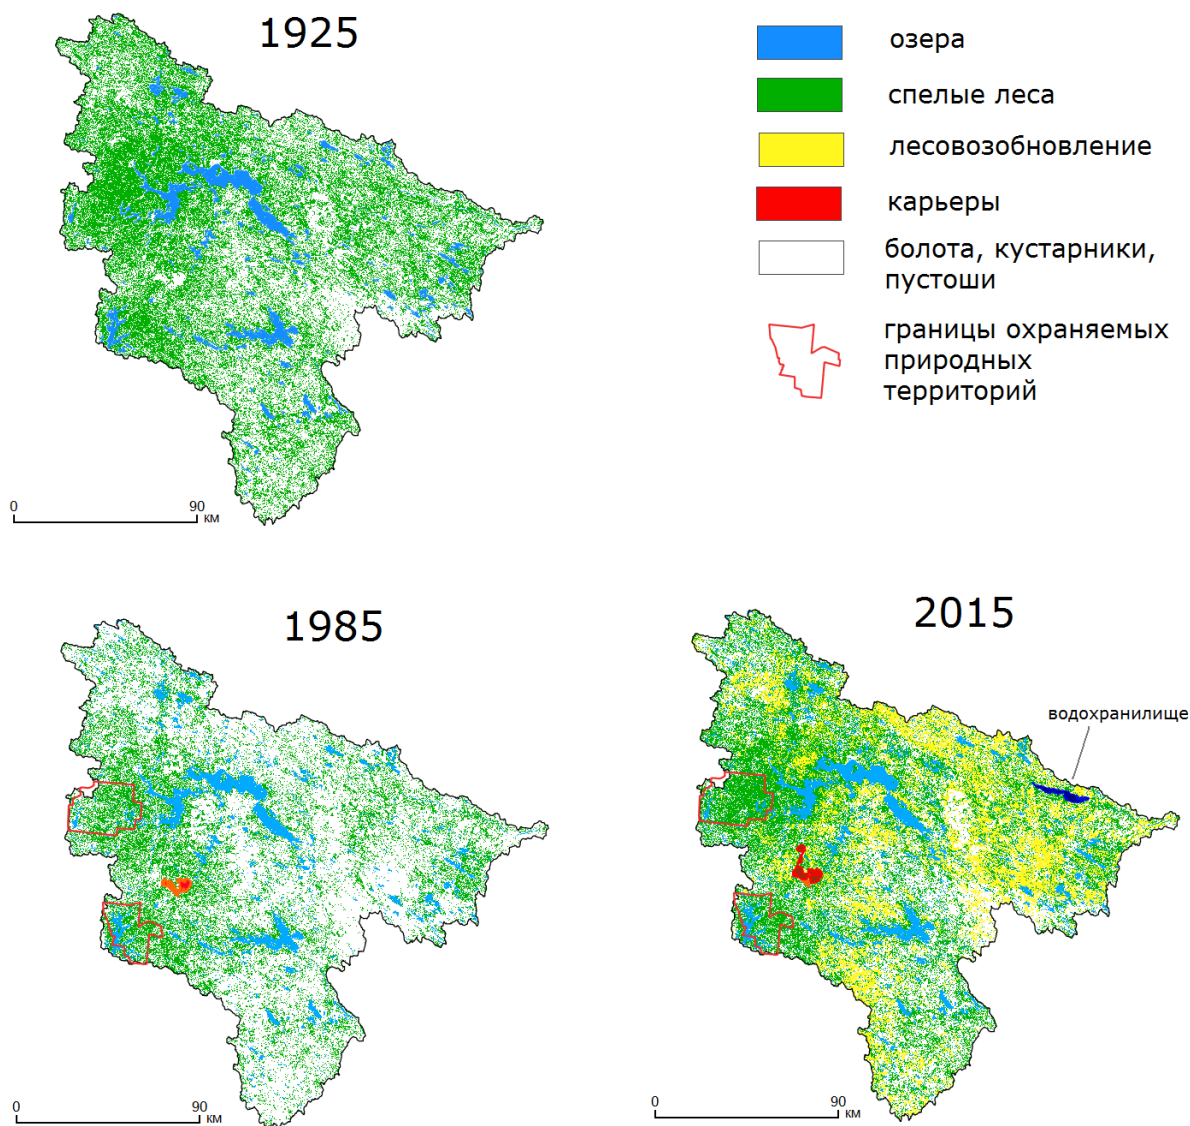 1925
озера
спелые леса
лесовозобновление
карьеры
болота, кустарники,
пустоши
границы охраняемых
природных
территорий
0 90
км
1985
2015
водохранилище
0 90
км
0 90
км